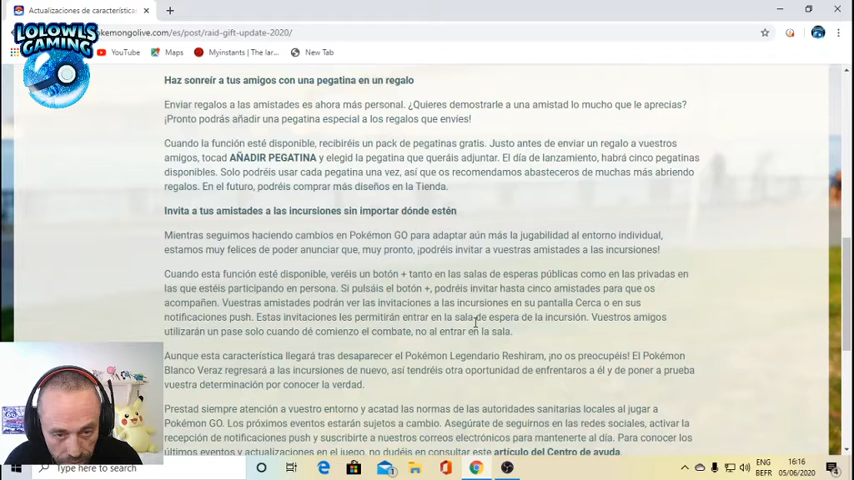 Actualizaciones de característica
LOLOWLS
GAMING
okemongolive.com/es/post/raid-gift-update-2020/
YouTube Maps Myinstants | The lar... New Tab
Haz sonreír a tus amigos con una pegatina en un regalo
Enviar regalos a las amistades es ahora más personal. ¿Quieres demostrarle a una amistad lo mucho que le aprecias?
¡Pronto podrás añadir una pegatina especial a los regalos que envíes!
Cuando la función esté disponible, recibiréis un pack de pegatinas gratis. Justo antes de enviar un regalo a vuestros
amigos, tocad AÑADIR PEGATINA y elegid la pegatina que queráis adjuntar. El día de lanzamiento, habrá cinco pegatinas
disponibles. Solo podréis usar cada pegatina una vez, así que os recomendamos abasteceros de muchas más abriendo
regalos. En el futuro, podréis comprar más diseños en la Tienda.
Invita a tus amistades a las incursiones sin importar dónde estén
Mientras seguimos haciendo cambios en Pokémon GO para adaptar aún más la jugabilidad al entorno individual,
estamos muy felices de poder anunciar que, muy pronto, ¡podréis invitar a vuestras amistades a las incursiones!
Cuando esta función esté disponible, veréis un botón + tanto en las salas de esperas públicas como en las privadas en
las que estéis participando en persona. Si pulsáis el botón +, podréis invitar hasta cinco amistades para que os
acompañen. Vuestras amistades podrán ver las invitaciones a las incursiones en su pantalla Cerca o en sus
notificaciones push. Estas invitaciones les permitirán entrar en la sala de espera de la incursión. Vuestros amigos
utilizarán un pase solo cuando dé comienzo el combate, no al entrar en la sala.
Aunque esta característica llegará tras desaparecer el Pokémon Legendario Reshiram, ¡no os preocupéis! El Pokémon
Blanco Veraz regresará a las incursiones de nuevo, así tendréis otra oportunidad de enfrentaros a él y de poner a prueba
vuestra determinación por conocer la verdad.
Prestad siempre atención a vuestro entorno y acatad las normas de las autoridades sanitarias locales al jugar a
Pokémon GO. Los próximos eventos estarán sujetos a cambio. Asegúrate de seguirnos en las redes sociales, activar la
recepción de notificaciones push y suscribirte a nuestros correos electrónicos para mantenerte al día. Para conocer los
últimos eventos y actualizaciones en el juego, no dudéis en consultar este artículo del Centro de ayuda.
Type here to search
ENG 16:16
BEFR 05/06/2020